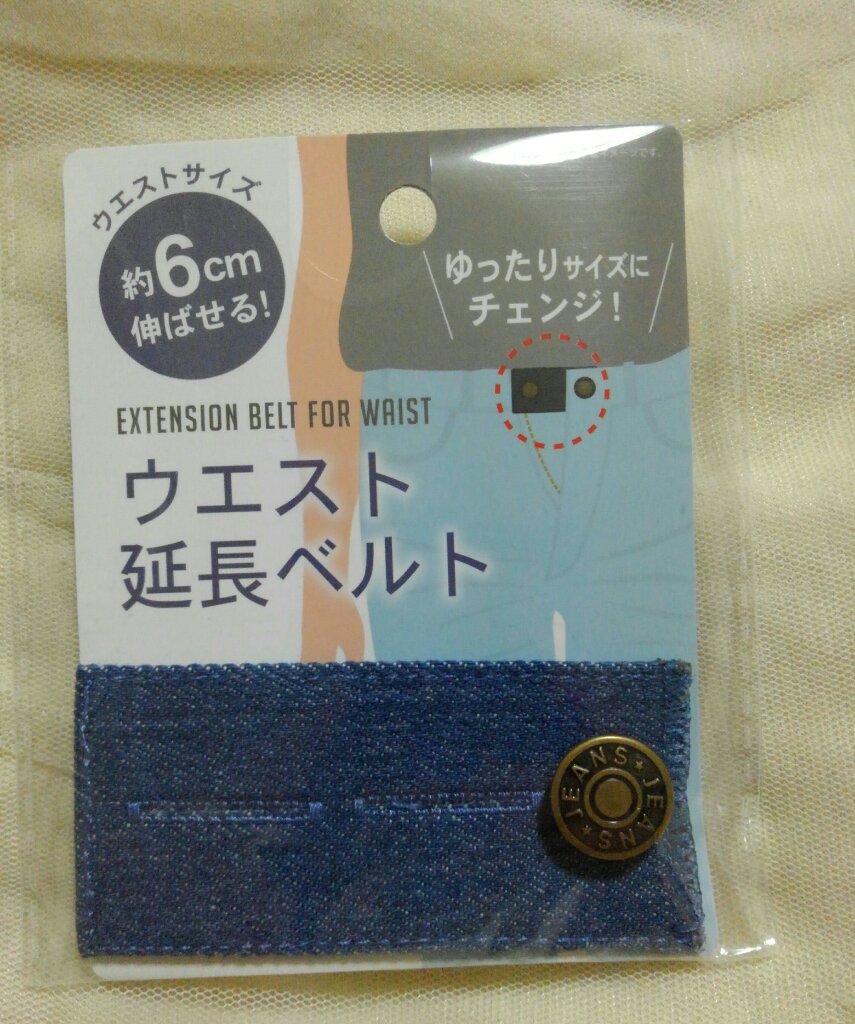 ウエストサイズ
約6cm
伸ばせる!
ゆったりサイズに
チェンジ!
EXTENSION BELT FOR WAIST
ウエスト
延長ベルト
JEANS★JEANS★